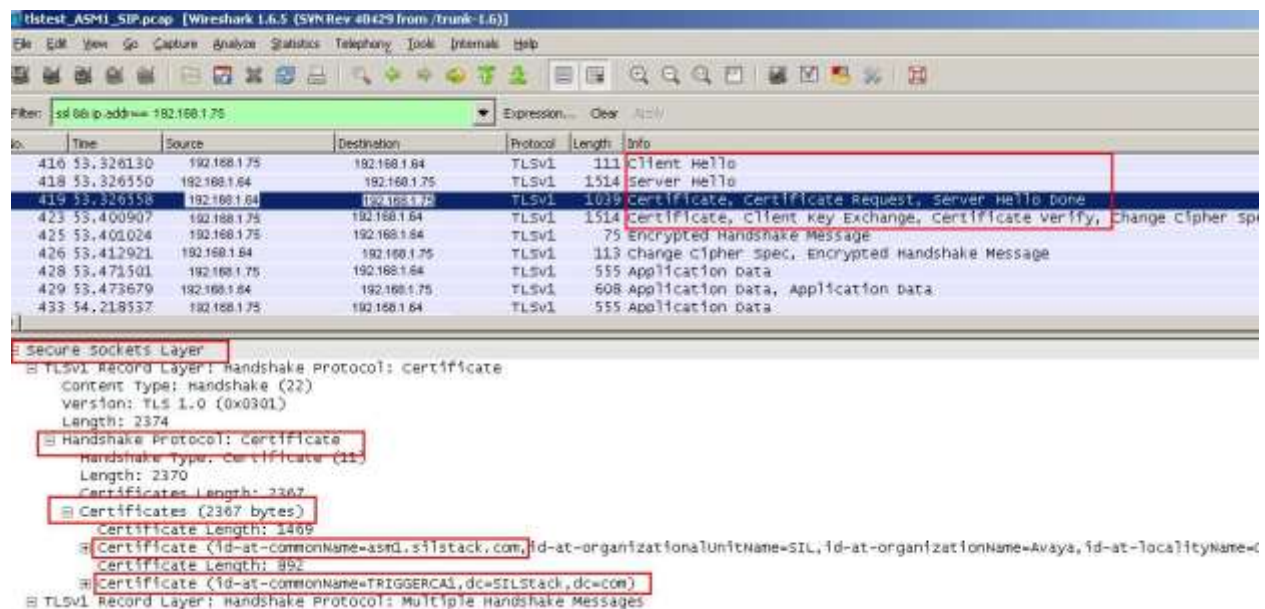 tlstest_ASM1_SIP.pcap [Wireshark 1.6.5 (SVN Rev 40429 from /trunk-1.6)]
File Edit View Go Capture Analyze Statistics Telephony Tools Internals Help
Filter: ssl && ip.addr== 192.168.1.75 Expression... Clear Apply
No. Time Source Destination Protocol Length Info
416 53.326130 192.168.1.75 192.168.1.64 TLSv1 111 Client Hello
418 53.326550 192.168.1.64 192.168.1.75 TLSv1 1514 Server Hello
419 53.326558 192.168.1.64 192.168.1.75 TLSv1 1039 Certificate, Certificate Request, Server Hello Done
423 53.400907 192.168.1.75 192.168.1.64 TLSv1 1514 Certificate, Client Key Exchange, Certificate Verify, Change Cipher Spe
425 53.401024 192.168.1.75 192.168.1.64 TLSv1 75 Encrypted Handshake Message
426 53.412921 192.168.1.64 192.168.1.75 TLSv1 113 Change Cipher Spec, Encrypted Handshake Message
428 53.471501 192.168.1.75 192.168.1.64 TLSv1 555 Application Data
429 53.473679 192.168.1.64 192.168.1.75 TLSv1 608 Application Data, Application Data
433 54.218537 192.168.1.75 192.168.1.64 TLSv1 555 Application Data
Secure Sockets Layer
TLSv1 Record Layer: Handshake Protocol: Certificate
Content Type: Handshake (22)
Version: TLS 1.0 (0x0301)
Length: 2374
Handshake Protocol: Certificate
Handshake Type: Certificate (11)
Length: 2370
Certificates Length: 2367
Certificates (2367 bytes)
Certificate Length: 1469
Certificate (id-at-commonName=asm1.silstack.com,id-at-organizationalUnitName=SIL,id-at-organizationName=Avaya,id-at-localityName=
Certificate Length: 892
Certificate (id-at-commonName=TRIGGERCA1,dc=SILStack,dc=com)
TLSv1 Record Layer: Handshake Protocol: Multiple Handshake Messages